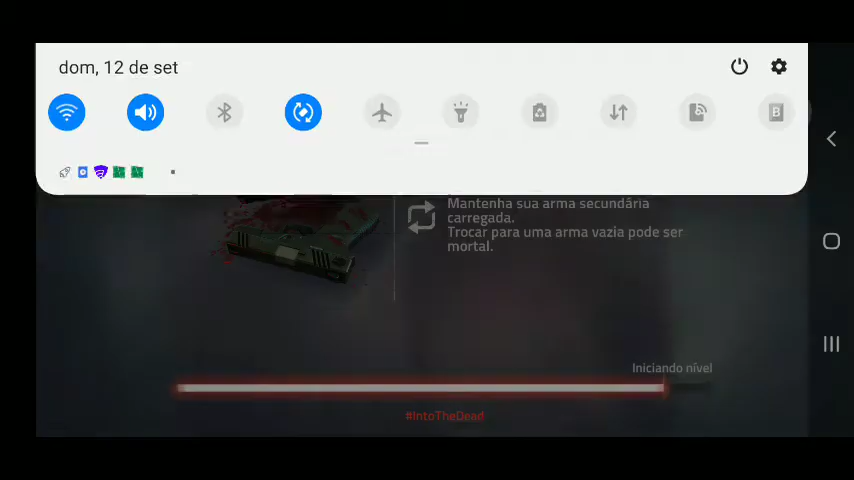 dom, 12 de set
B
Mantenha sua arma secundária
carregada.
Trocar para uma arma vazia pode ser
mortal.
Iniciando nível
#IntoTheDead